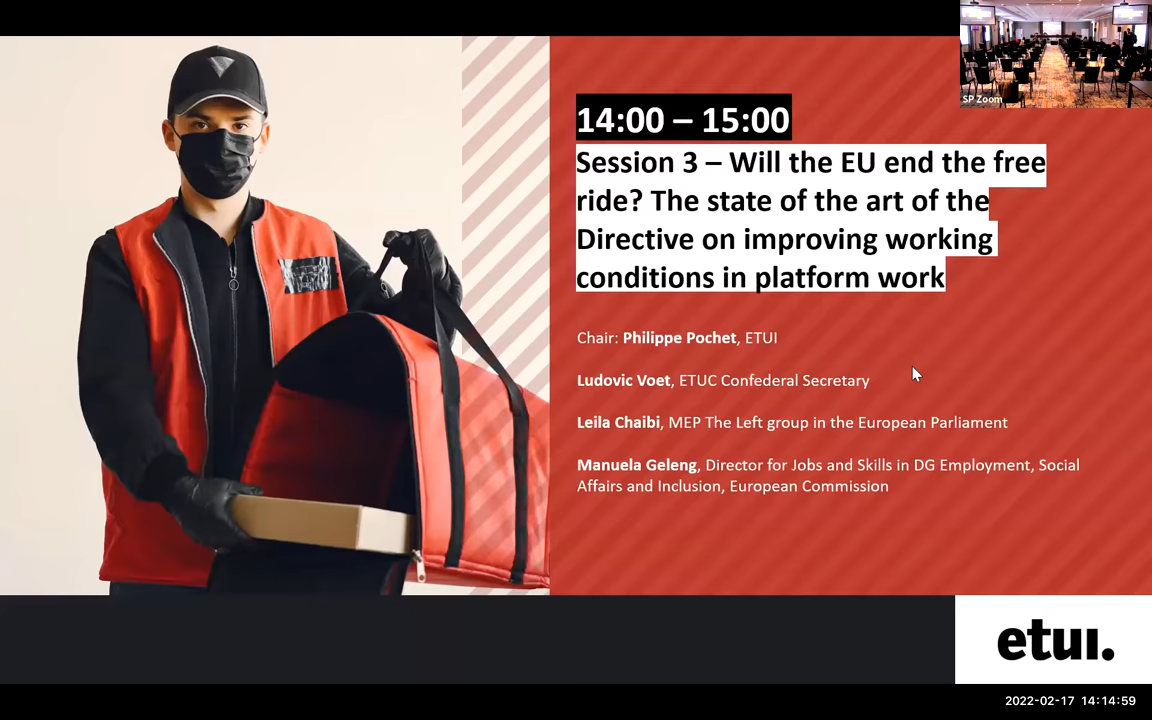 SP Zoom
14:00 – 15:00
Session 3 – Will the EU end the free
ride? The state of the art of the
Directive on improving working
conditions in platform work
Chair: Philippe Pochet, ETUI
Ludovic Voet, ETUC Confederal Secretary
Leila Chaibi, MEP The Left group in the European Parliament
Manuela Geleng, Director for Jobs and Skills in DG Employment, Social
Affairs and Inclusion, European Commission
etui.
2022-02-17 14:14:59